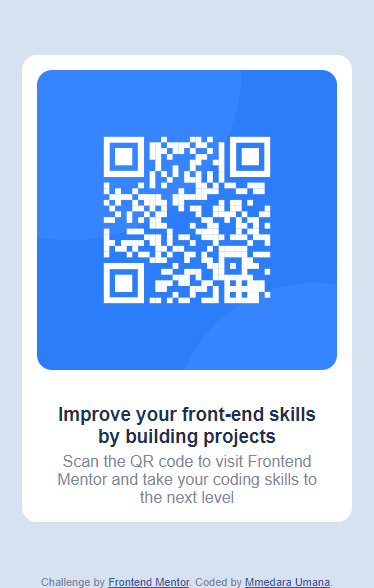 Improve your front-end skills
by building projects
Scan the QR code to visit Frontend
Mentor and take your coding skills to
the next level
Challenge by Frontend Mentor. Coded by Mmedara Umana.